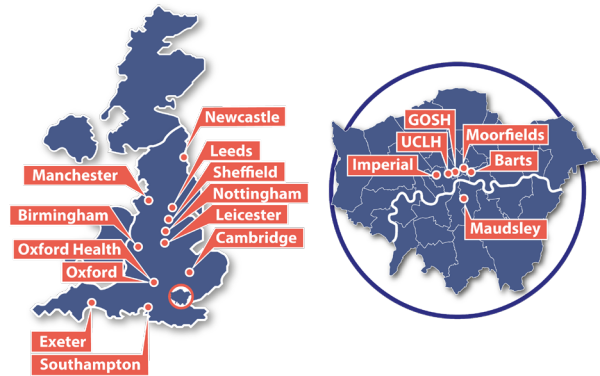 Newcastle
Leeds
Sheffield
Nottingham
Leicester
Cambridge
Manchester
Birmingham
Oxford Health
Oxford
Exeter
Southampton
GOSH
Moorfields
UCLH
Barts
Imperial
Maudsley